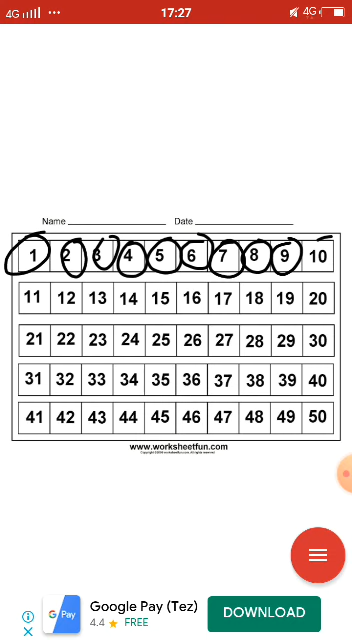 4G 17:27 4G
Name Date
1 2 3 4 5 6 7 8 9 10
11 12 13 14 15 16 17 18 19 20
21 22 23 24 25 26 27 28 29 30
31 32 33 34 35 36 37 38 39 40
41 42 43 44 45 46 47 48 49 50
www.worksheetfun.com
G Pay
Google Pay (Tez)
4.4 FREE
DOWNLOAD